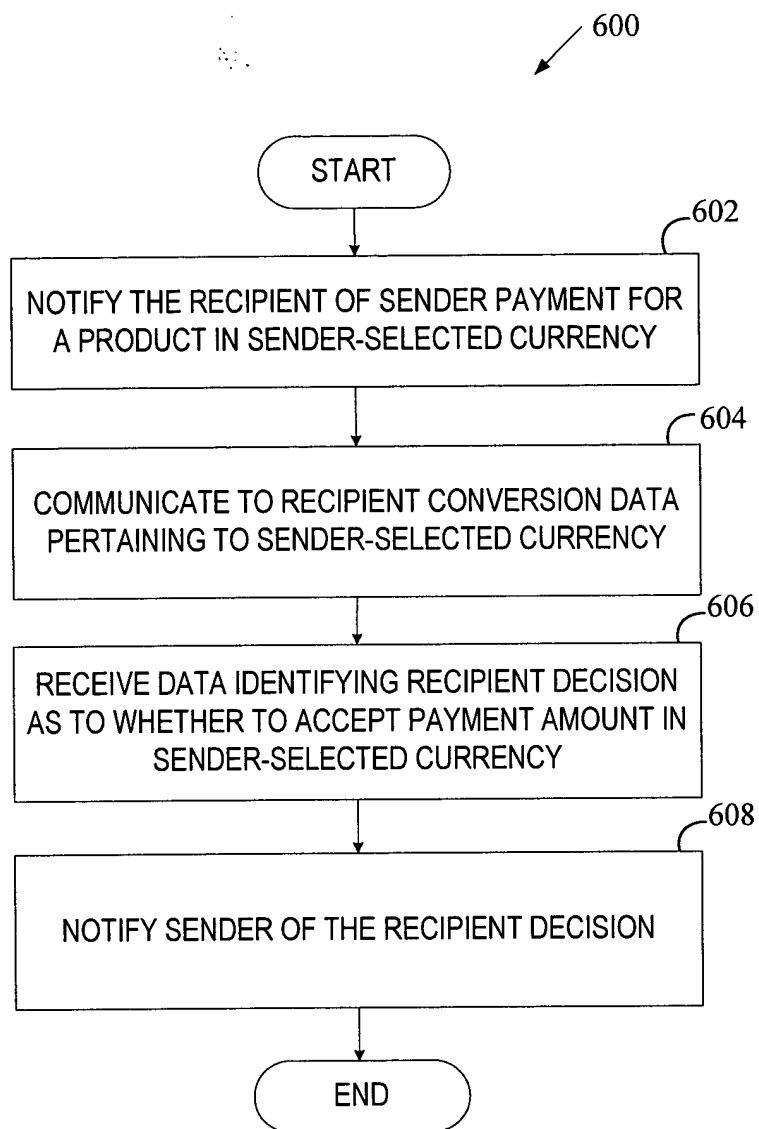 600
START
602
NOTIFY THE RECIPIENT OF SENDER PAYMENT FOR
A PRODUCT IN SENDER-SELECTED CURRENCY
604
COMMUNICATE TO RECIPIENT CONVERSION DATA
PERTAINING TO SENDER-SELECTED CURRENCY
606
RECEIVE DATA IDENTIFYING RECIPIENT DECISION
AS TO WHETHER TO ACCEPT PAYMENT AMOUNT IN
SENDER-SELECTED CURRENCY
608
NOTIFY SENDER OF THE RECIPIENT DECISION
END